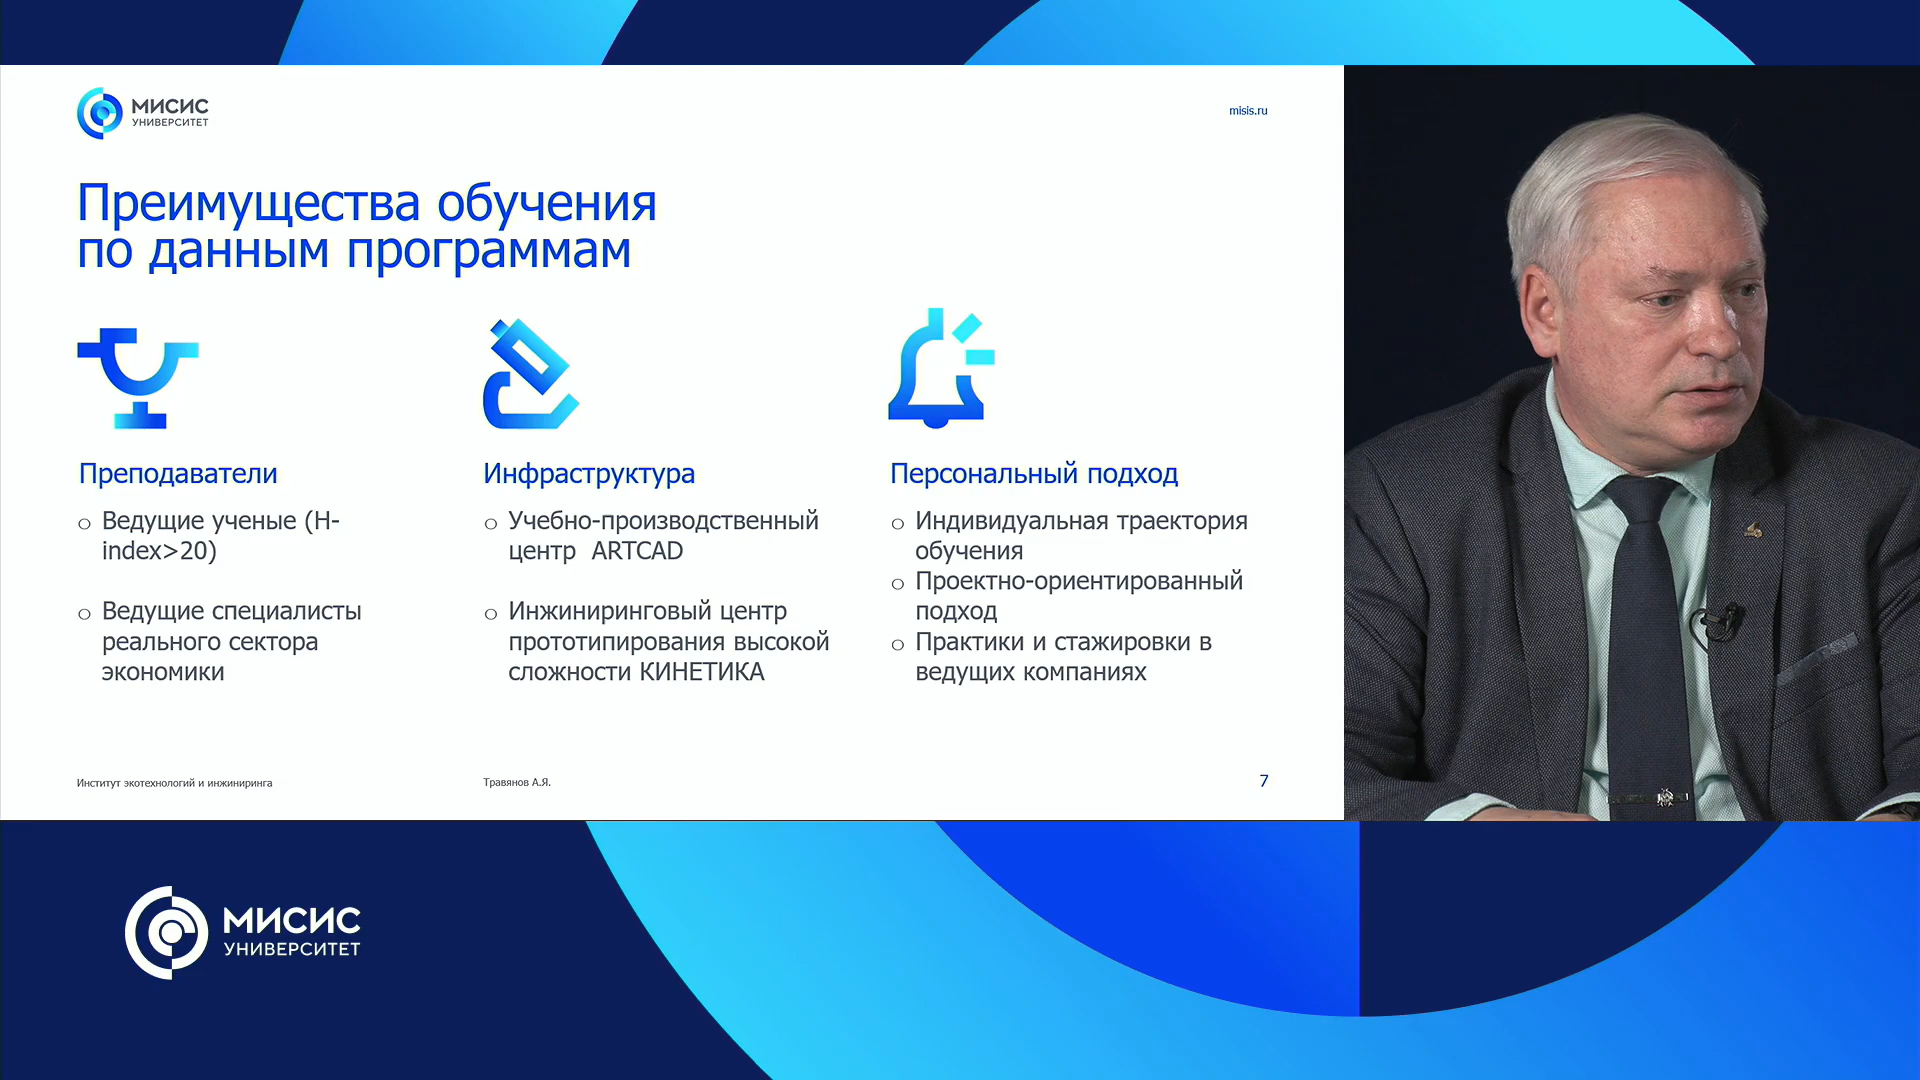 МИСИС
УНИВЕРСИТЕТ
misis.ru
Преимущества обучения
по данным программам
Преподаватели
○ Ведущие ученые (H-
index>20)
○ Ведущие специалисты
реального сектора
экономики
Инфраструктура
○ Учебно-производственный
центр ARTCAD
○ Инжиниринговый центр
прототипирования высокой
сложности КИНЕТИКА
Персональный подход
○ Индивидуальная траектория
обучения
○ Проектно-ориентированный
подход
○ Практики и стажировки в
ведущих компаниях
Институт экотехнологий и инжиниринга
Травянов А.Я.
7
МИСИС
УНИВЕРСИТЕТ